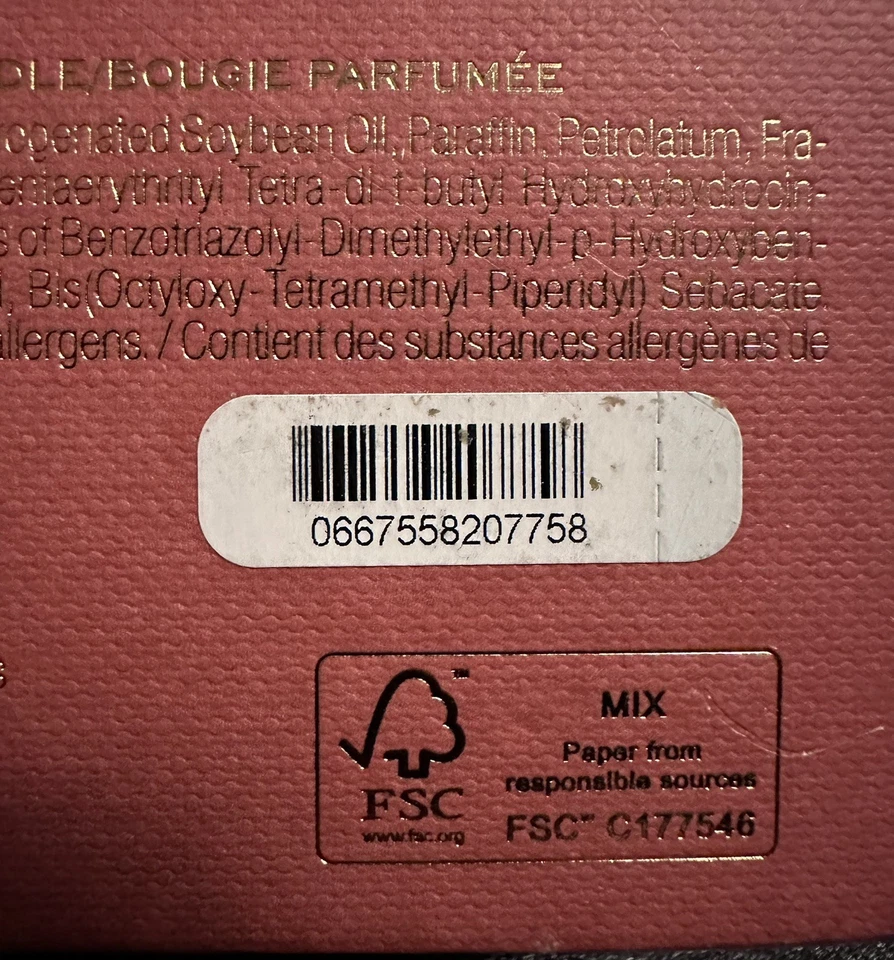 DLE/BOUGIE PARFUMÉE
rogenated Soybean Oil, Paraffin, Petrolatum, Fra-
entaerythrityl Tetra-di-t-butyl Hydroxyhydrocin-
s of Benzotriazolyl-Dimethylethyl-p-Hydroxyben-
l, Bis(Octyloxy-Tetramethyl-Piperidyl) Sebacate.
allergens. / Contient des substances allergènes de
0667558207758
s
™
MIX
Paper from
responsible sources
FSC
www.fsc.org
FSC™ C177546